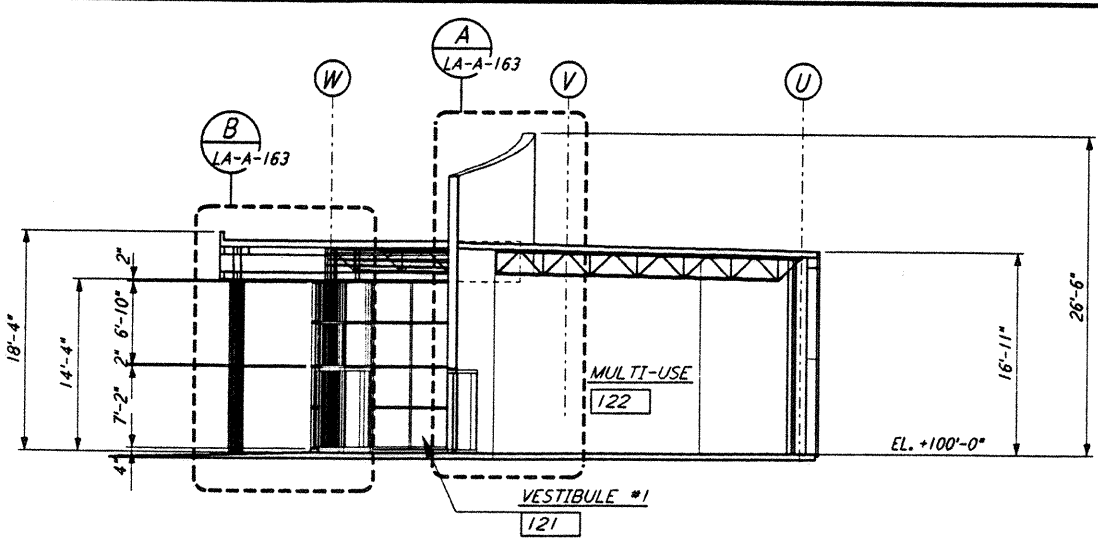 A
LA-A-163
W
V
U
B
LA-A-163
18'-4"
14'-4"
2"
6'-10"
2"
7'-2"
4"
MULTI-USE
122
16'-11"
26'-6"
EL. +100'-0"
VESTIBULE #1
121